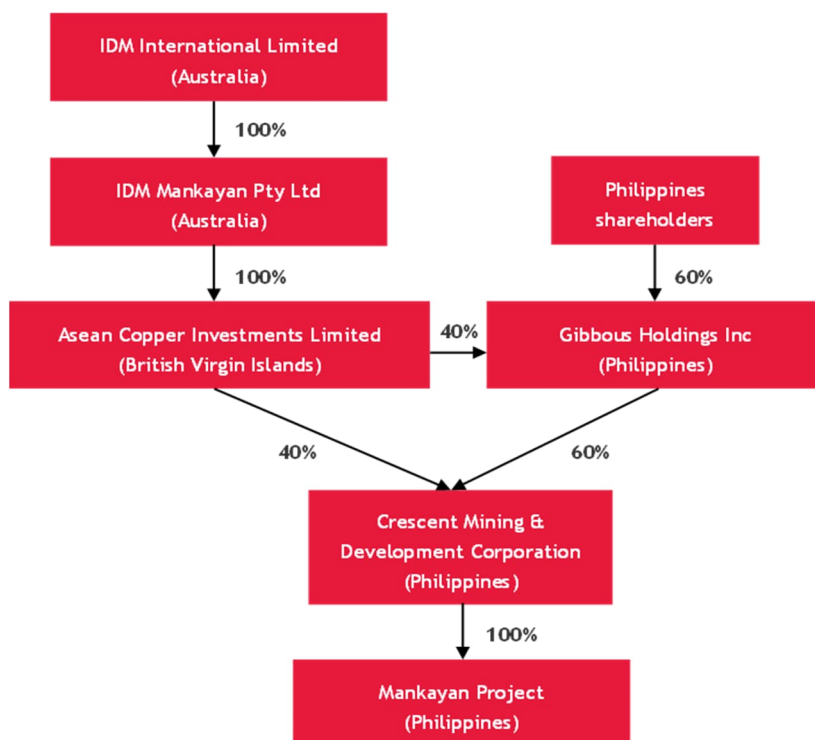 IDM International Limited
(Australia)
100%
IDM Mankayan Pty Ltd
(Australia)
Philippines
shareholders
100%
60%
Asean Copper Investments Limited
(British Virgin Islands)
40%
Gibbous Holdings Inc
(Philippines)
40%
60%
Crescent Mining &
Development Corporation
(Philippines)
100%
Mankayan Project
(Philippines)